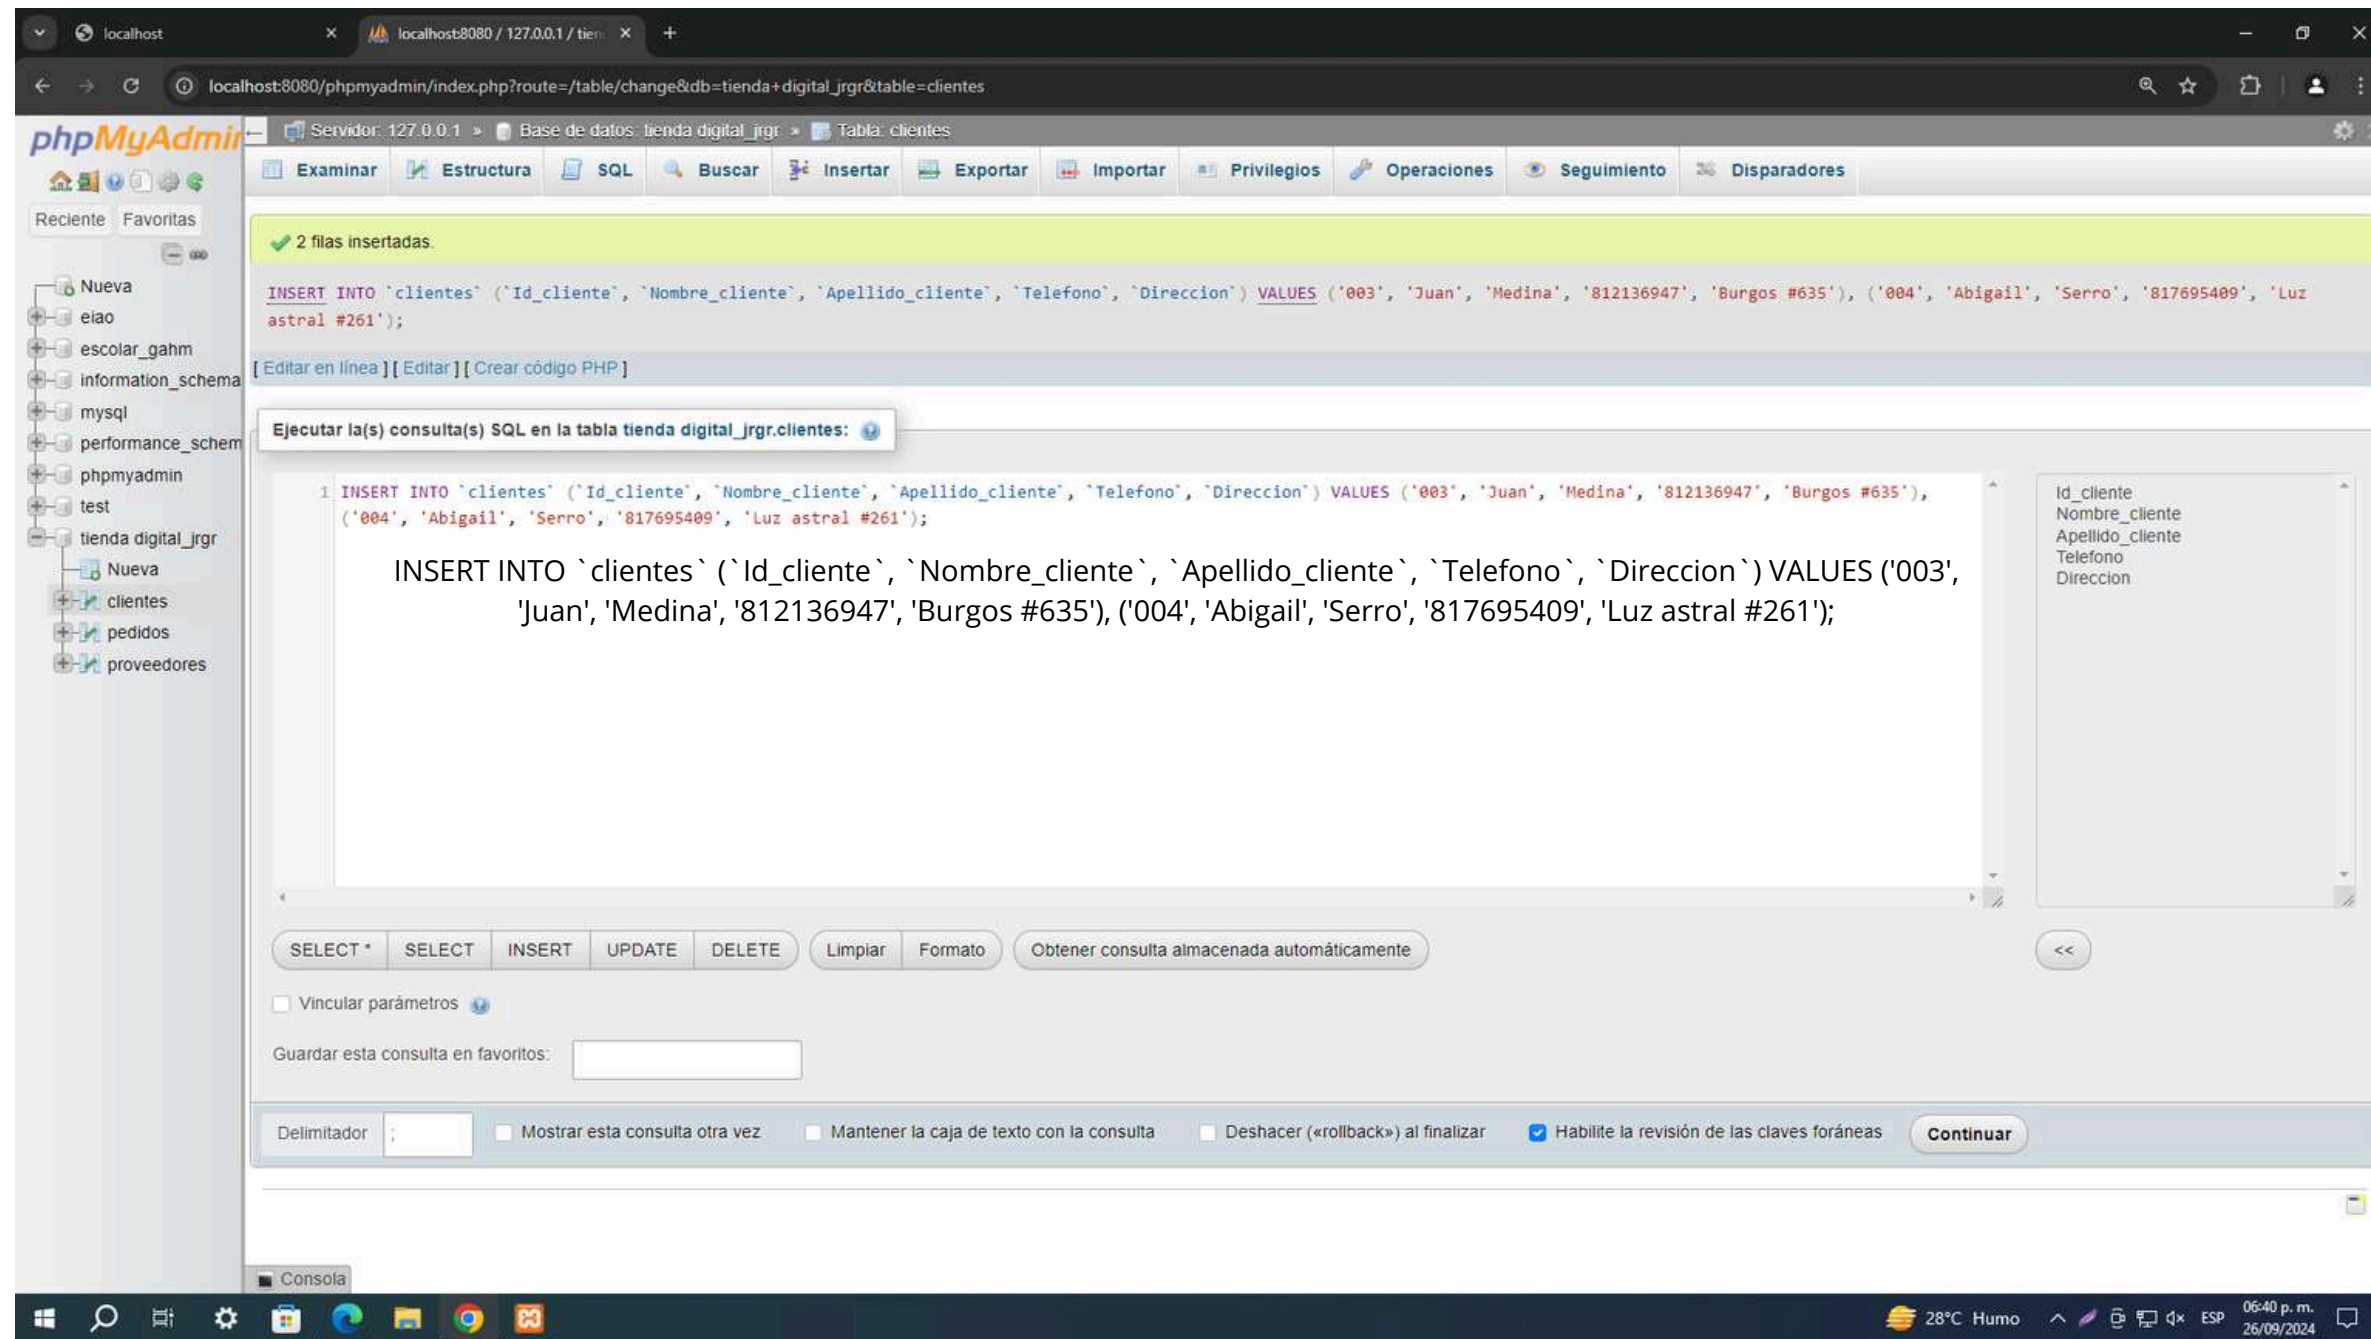 localhost
localhost:8080 / 127.0.0.1 / tien
localhost:8080/phpmyadmin/index.php?route=/table/change&db=tienda+digital_jrgr&table=clientes
phpMyAdmin
Servidor: 127.0.0.1 » Base de datos: tienda digital_jrgr » Tabla: clientes
Examinar Estructura SQL Buscar Insertar Exportar Importar Privilegios Operaciones Seguimiento Disparadores
Reciente Favoritas
Nueva
eiao
escolar_gahm
information_schema
mysql
performance_schem
phpmyadmin
test
tienda digital_jrgr
Nueva
clientes
pedidos
proveedores
2 filas insertadas.
INSERT INTO `clientes` (`Id_cliente`, `Nombre_cliente`, `Apellido_cliente`, `Telefono`, `Direccion`) VALUES ('003', 'Juan', 'Medina', '812136947', 'Burgos #635'), ('004', 'Abigail', 'Serro', '817695409', 'Luz
astral #261');
[ Editar en línea ] [ Editar ] [ Crear código PHP ]
Ejecutar la(s) consulta(s) SQL en la tabla tienda digital_jrgr.clientes:
1 INSERT INTO `clientes` (`Id_cliente`, `Nombre_cliente`, `Apellido_cliente`, `Telefono`, `Direccion`) VALUES ('003', 'Juan', 'Medina', '812136947', 'Burgos #635'),
('004', 'Abigail', 'Serro', '817695409', 'Luz astral #261');
INSERT INTO `clientes` (`Id_cliente`, `Nombre_cliente`, `Apellido_cliente`, `Telefono`, `Direccion`) VALUES ('003',
'Juan', 'Medina', '812136947', 'Burgos #635'), ('004', 'Abigail', 'Serro', '817695409', 'Luz astral #261');
Id_cliente
Nombre_cliente
Apellido_cliente
Telefono
Direccion
SELECT * SELECT INSERT UPDATE DELETE Limpiar Formato Obtener consulta almacenada automáticamente <<
Vincular parámetros
Guardar esta consulta en favoritos:
Delimitador ; Mostrar esta consulta otra vez Mantener la caja de texto con la consulta Deshacer («rollback») al finalizar Habilite la revisión de las claves foráneas Continuar
Consola
28°C Humo ESP 06:40 p. m.
26/09/2024